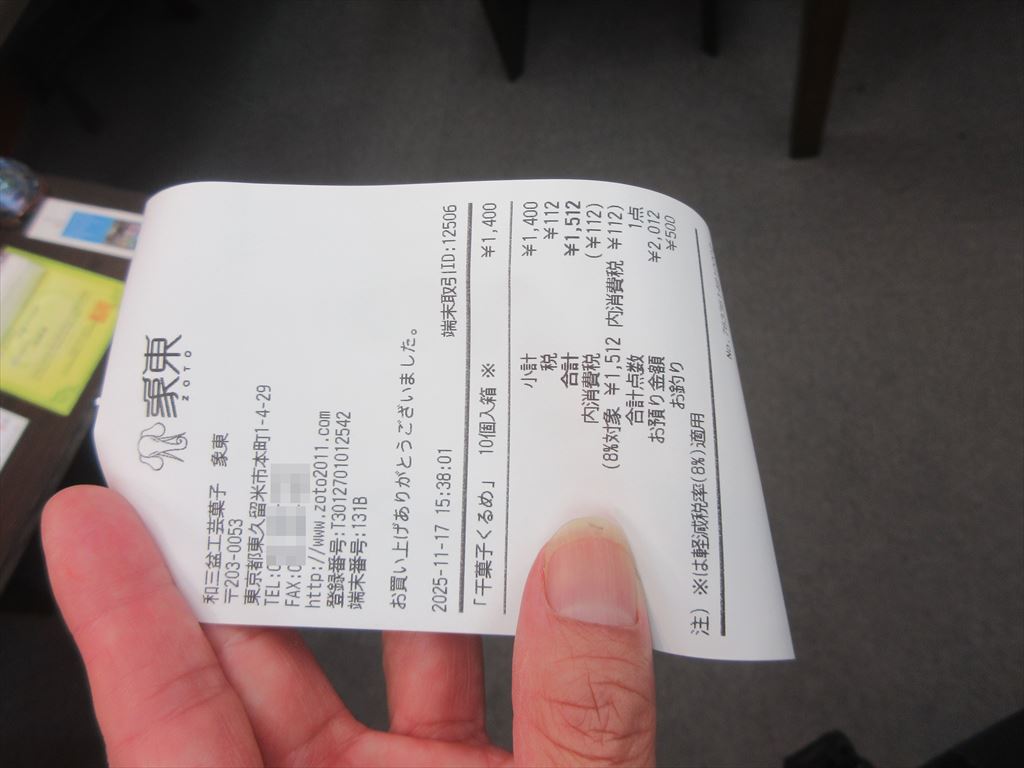 象東
ZOTO
和三盆工芸菓子 象東
〒203-0053
東京都東久留米市本町1-4-29
TEL:0
FAX:0
http://www.zoto2011.com
登録番号:T3012701012542
端末番号:131B
お買い上げありがとうございました。
2025-11-17 15:38:01 端末取引ID:12506
「干菓子くるめ」 10個入箱 ※ ¥1,400
小計 ¥1,400
税 ¥112
合計 ¥1,512
内消費税 (¥112)
(8%対象 ¥1,512 内消費税 ¥112)
合計点数 1点
お預り金額 ¥2,012
お釣り ¥500
注) ※は軽減税率(8%)適用